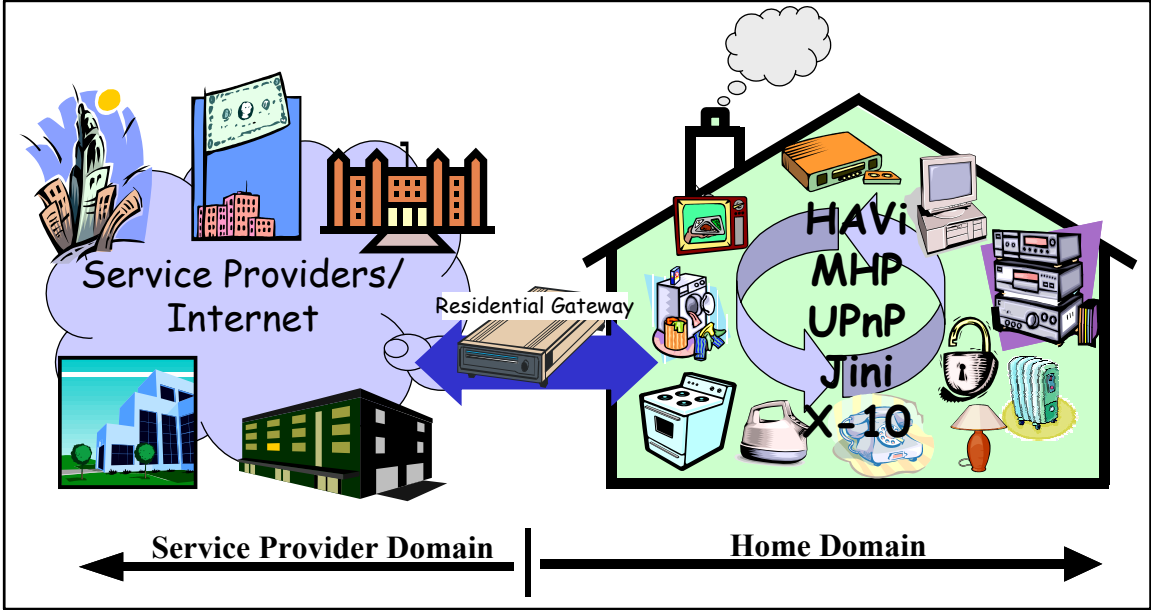 Service Providers/
Internet
Residential Gateway
HAVi
MHP
UPnP
Jini
X-10
Service Provider Domain
Home Domain